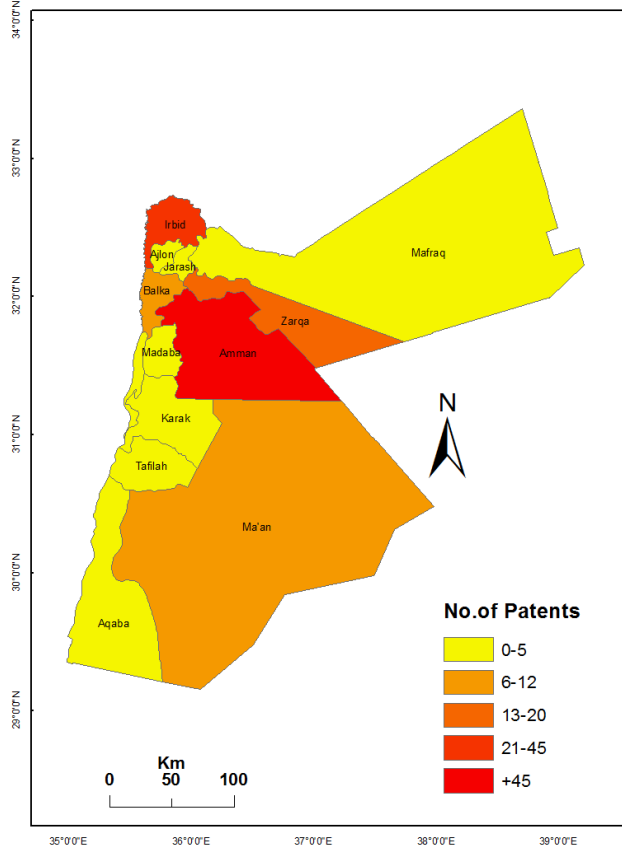 34°0'0"N
33°0'0"N
32°0'0"N
31°0'0"N
30°0'0"N
29°0'0"N
Irbid
Ajlon
Jarash
Mafraq
Balka
Zarqa
Madaba
Amman
Karak
Tafilah
Ma'an
Aqaba
N
No.of Patents
0-5
6-12
13-20
21-45
+45
Km
0 50 100
35°0'0"E 36°0'0"E 37°0'0"E 38°0'0"E 39°0'0"E